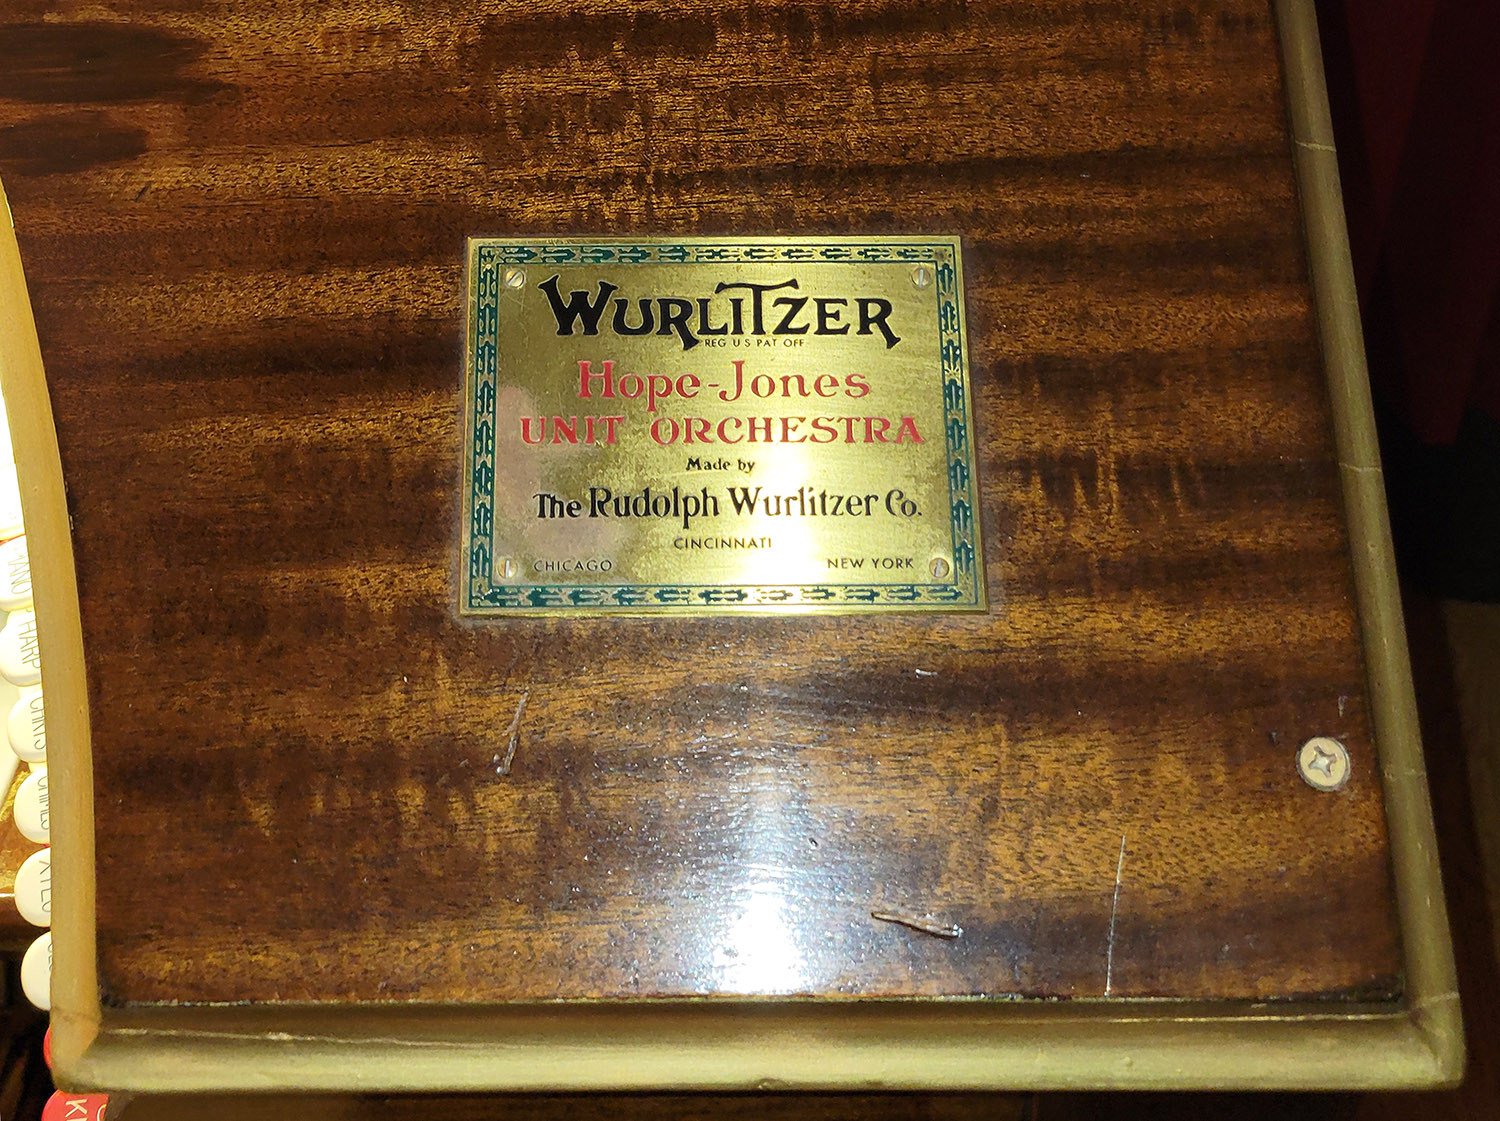 WURLITZER
REG U S PAT OFF
Hope-Jones
UNIT ORCHESTRA
Made by
The Rudolph Wurlitzer Co.
CINCINNATI
CHICAGO NEW YORK
HARP